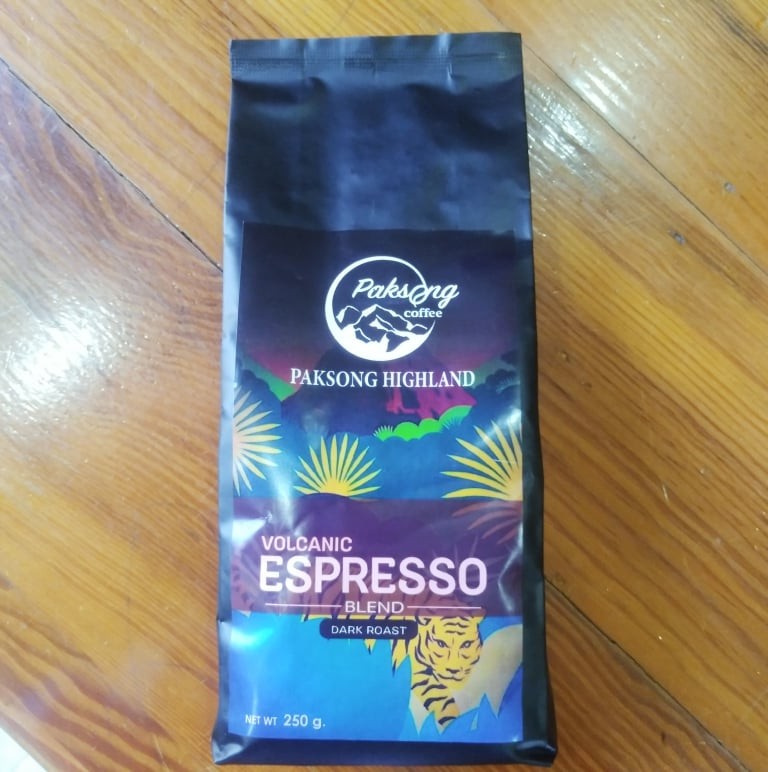 Paksong
coffee
PAKSONG HIGHLAND
VOLCANIC
ESPRESSO
BLEND
DARK ROAST
NET WT 250 g.